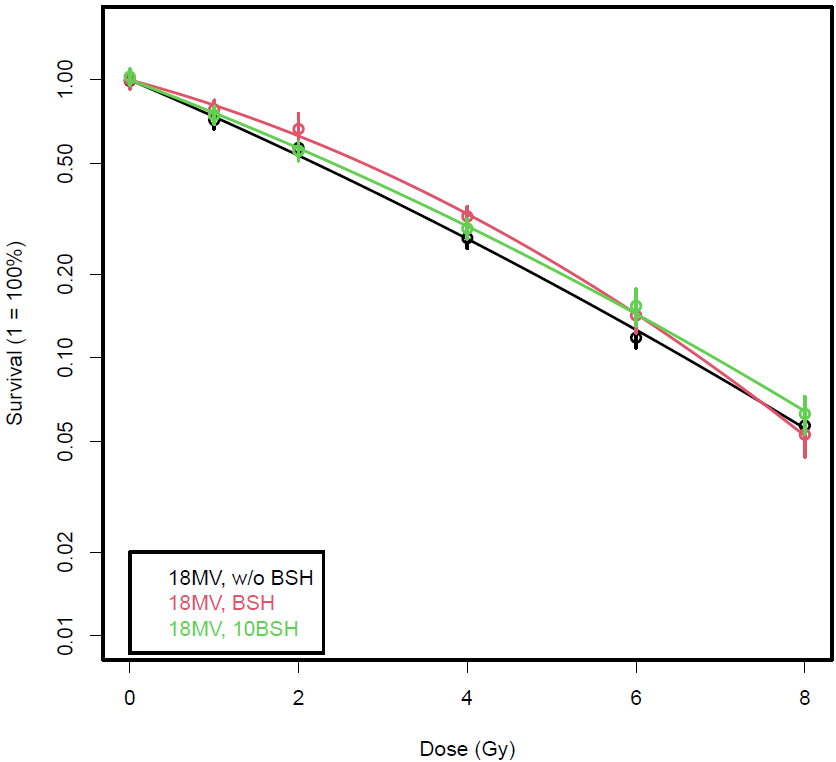 Survival (1 = 100%)
1.00
0.50
0.20
0.10
0.05
0.02
0.01
18MV, w/o BSH
18MV, BSH
18MV, 10BSH
0 2 4 6 8
Dose (Gy)